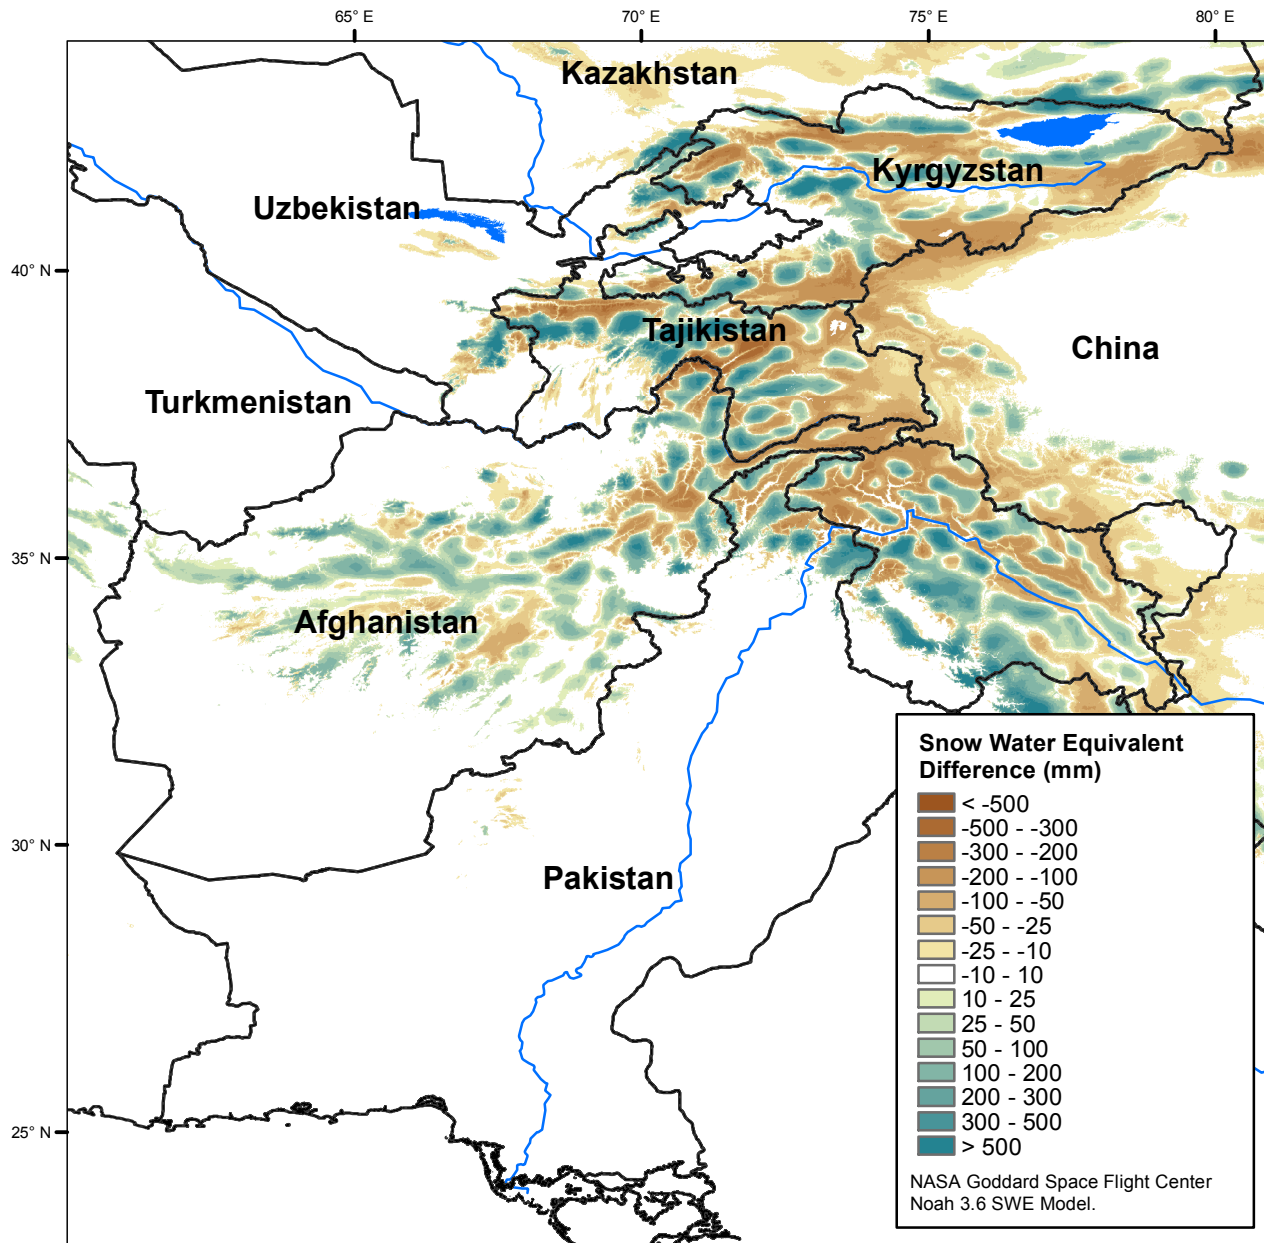 65° E
70° E
75° E
80° E
Kazakhstan
Kyrgyzstan
Uzbekistan
40° N
Tajikistan
China
Turkmenistan
35° N
Afghanistan
Snow Water Equivalent
Difference (mm)
< -500
-500 - -300
-300 - -200
-200 - -100
-100 - -50
-50 - -25
-25 - -10
-10 - 10
10 - 25
25 - 50
50 - 100
100 - 200
200 - 300
300 - 500
> 500
NASA Goddard Space Flight Center
Noah 3.6 SWE Model.
30° N
Pakistan
25° N